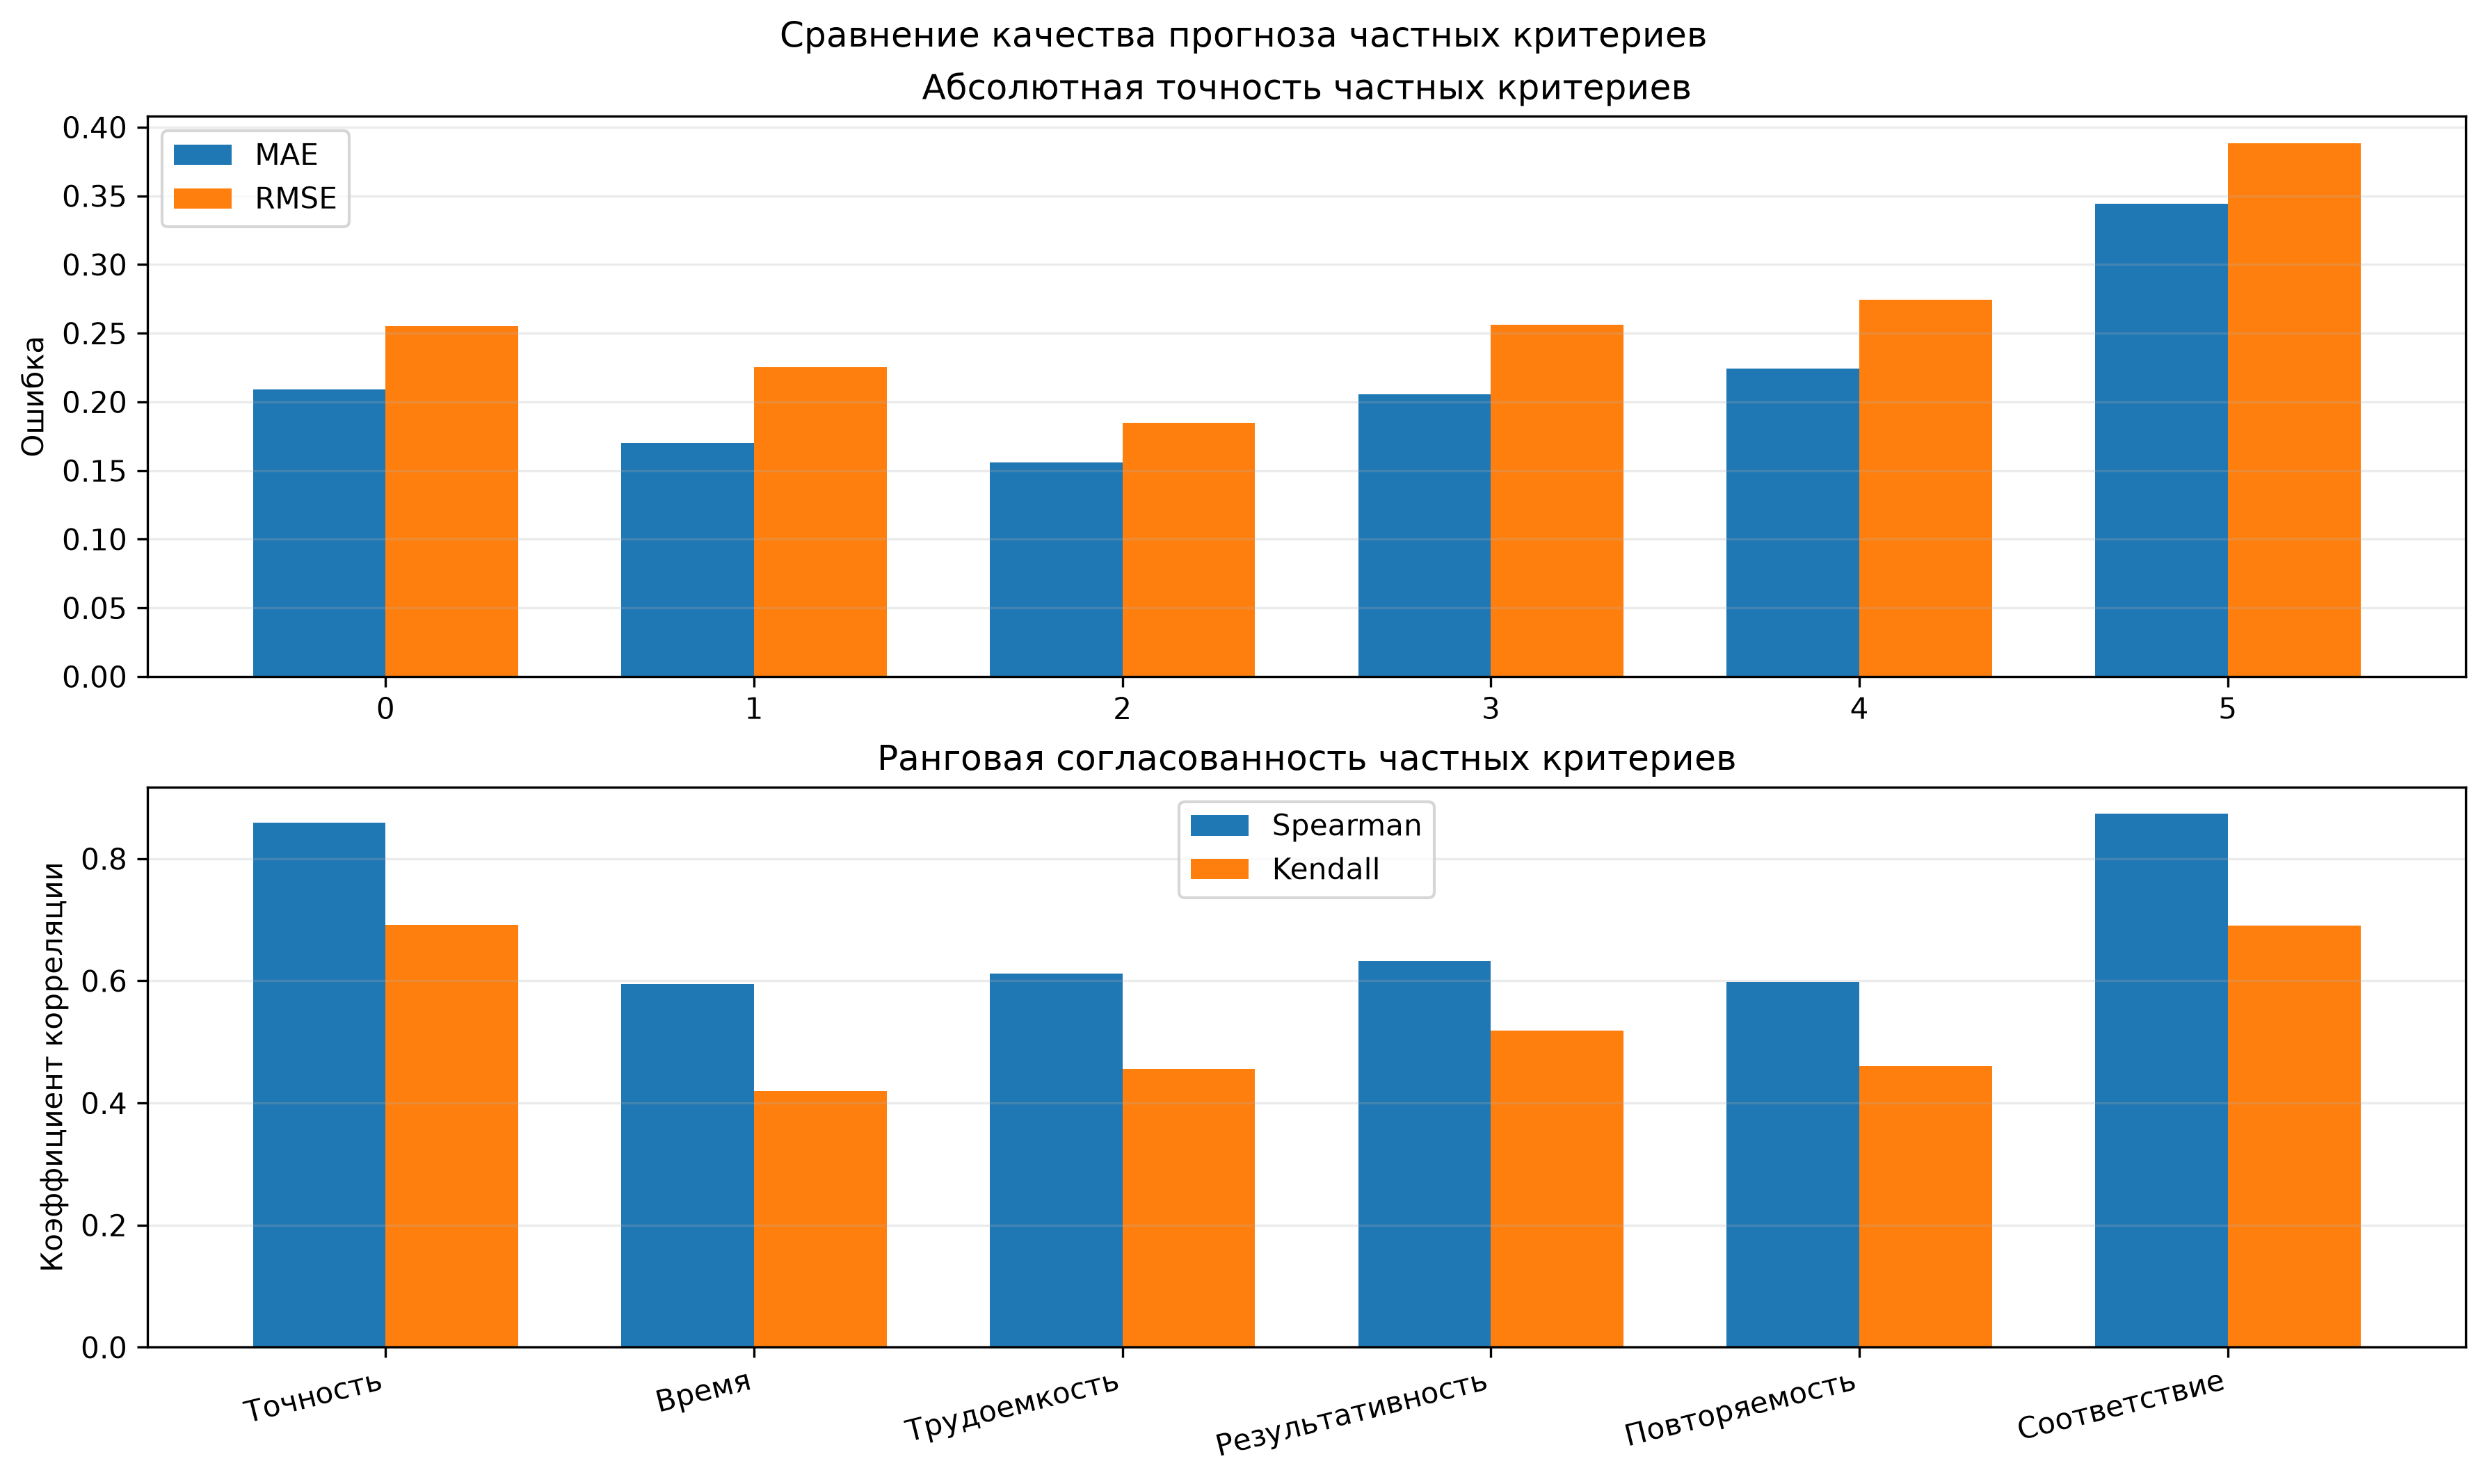 Сравнение качества прогноза частных критериев
Абсолютная точность частных критериев
0.40
0.35
0.30
0.25
0.20
0.15
0.10
0.05
0.00
Ошибка
MAE
RMSE
0 1 2 3 4 5
Ранговая согласованность частных критериев
0.8
0.6
0.4
0.2
0.0
Коэффициент корреляции
Spearman
Kendall
Точность Время Трудоемкость Результативность Повторяемость Соответствие